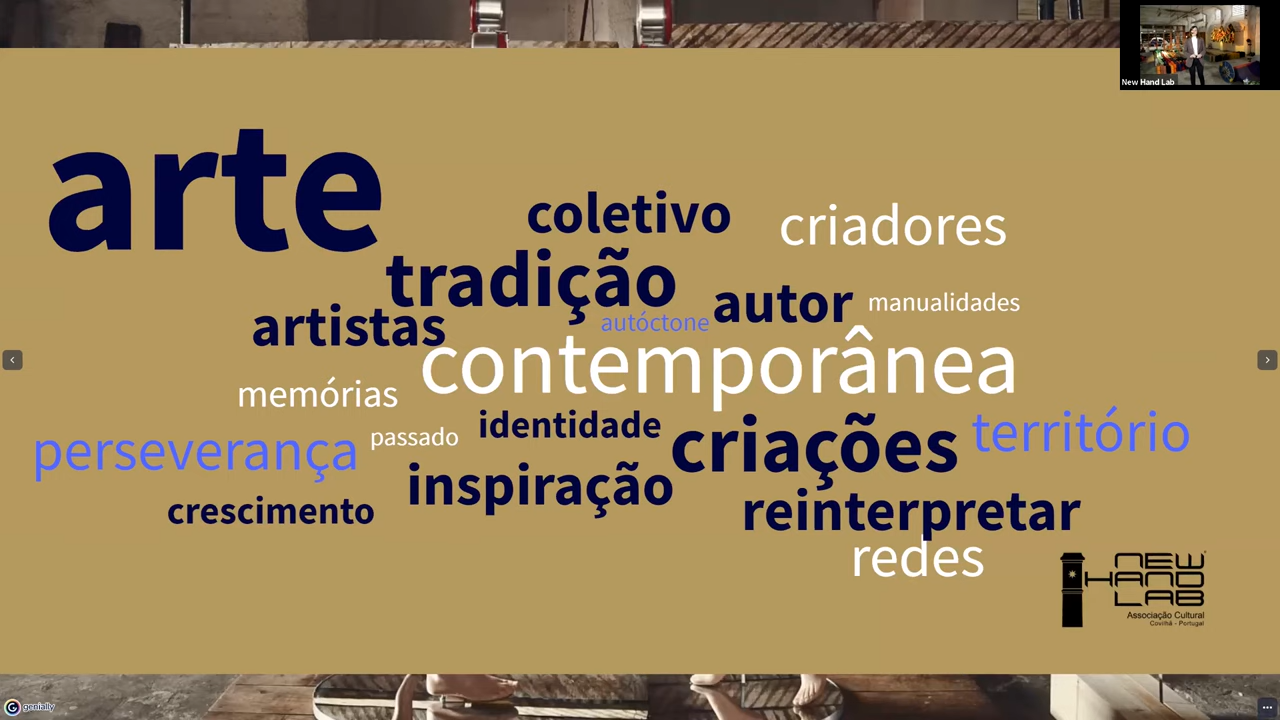 New Hand Lab
arte
coletivo
criadores
tradição
autor
manualidades
artistas
autóctone
contemporânea
memórias
identidade
criações
território
perseverança
passado
inspiração
crescimento
reinterpretar
redes
NEW
HAND
LAB
Associação Cultural
Covilhã - Portugal
genially